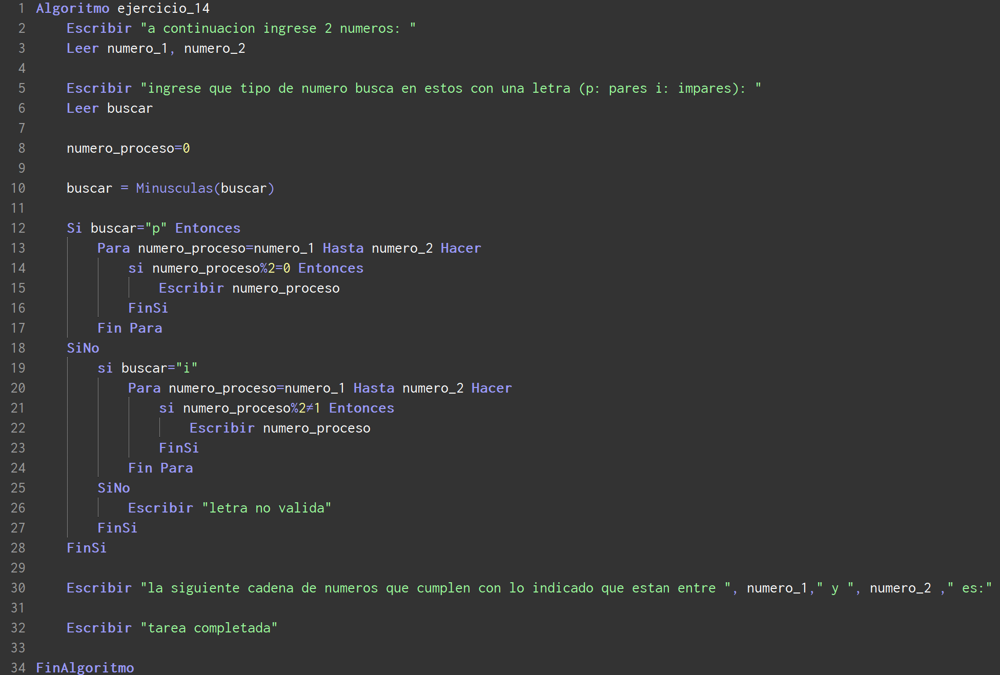 1 Algoritmo ejercicio_14
2     Escribir "a continuacion ingrese 2 numeros: "
3     Leer numero_1, numero_2
4
5     Escribir "ingrese que tipo de numero busca en estos con una letra (p: pares i: impares): "
6     Leer buscar
7
8     numero_proceso=0
9
10     buscar = Minusculas(buscar)
11
12     Si buscar="p" Entonces
13         Para numero_proceso=numero_1 Hasta numero_2 Hacer
14             si numero_proceso%2=0 Entonces
15                 Escribir numero_proceso
16             FinSi
17         Fin Para
18     SiNo
19         si buscar="i"
20             Para numero_proceso=numero_1 Hasta numero_2 Hacer
21                 si numero_proceso%2≠1 Entonces
22                     Escribir numero_proceso
23                 FinSi
24             Fin Para
25         SiNo
26             Escribir "letra no valida"
27         FinSi
28     FinSi
29
30     Escribir "la siguiente cadena de numeros que cumplen con lo indicado que estan entre ", numero_1," y ", numero_2 ," es:"
31
32     Escribir "tarea completada"
33
34 FinAlgoritmo